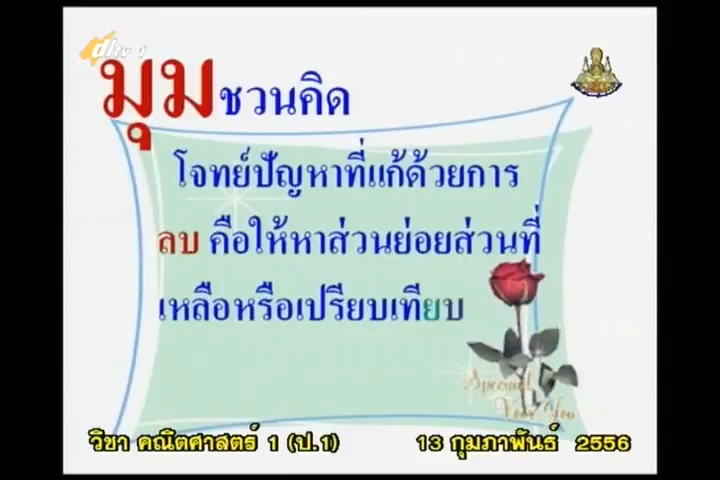 dltv 1
มุมชวนคิด
โจทย์ปัญหาที่แก้ด้วยการ
ลบ คือให้หาส่วนย่อยส่วนที่
เหลือหรือเปรียบเทียบ
Special
You
วิชา คณิตศาสตร์ 1 (ป.1) 13 กุมภาพันธ์ 2556